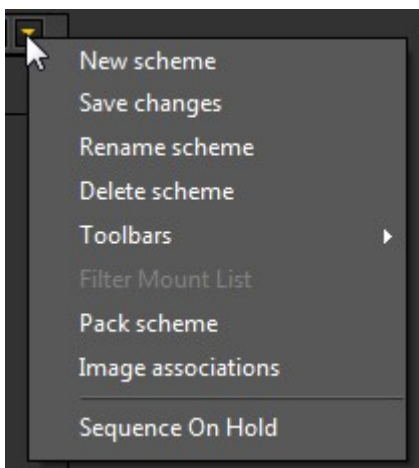 New scheme
Save changes
Rename scheme
Delete scheme
Toolbars
Filter Mount List
Pack scheme
Image associations
Sequence On Hold